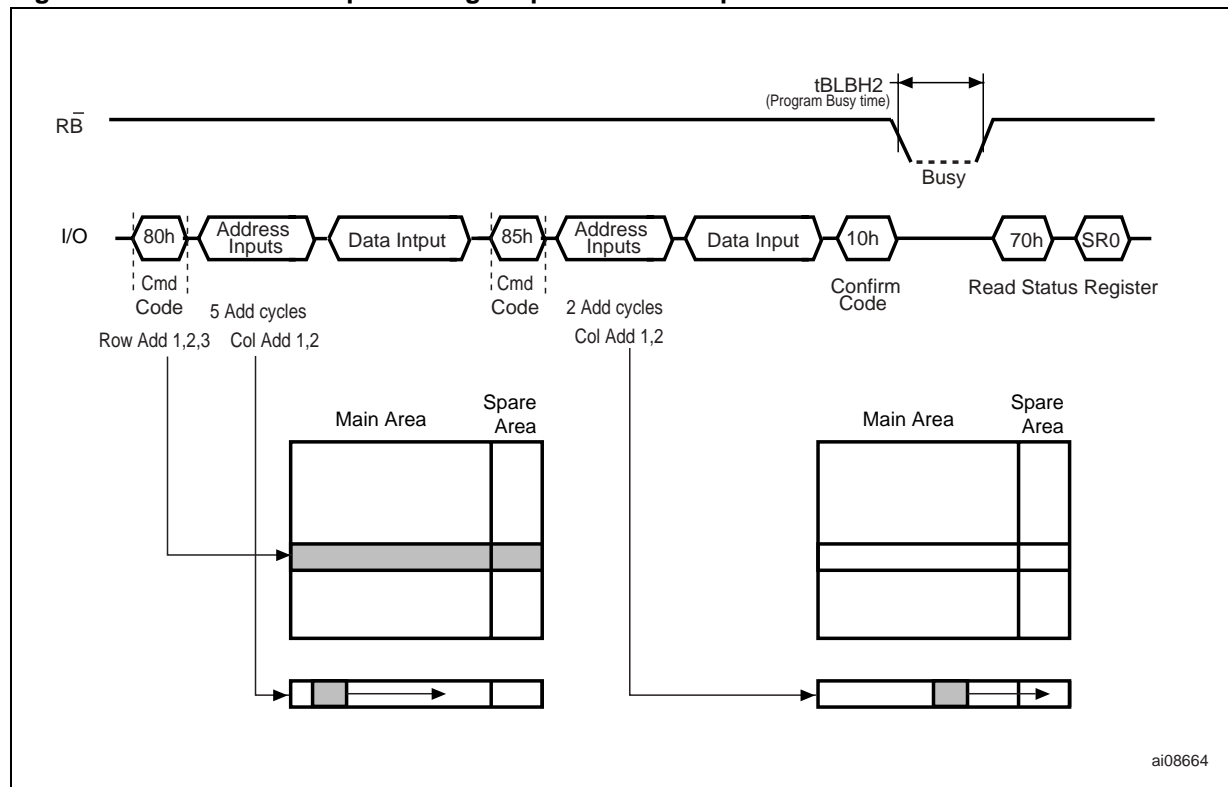 tBLBH2
(Program Busy time)
RB̅
Busy
I/O
80h
Address
Inputs
Data Intput
85h
Address
Inputs
Data Input
10h
70h
SR0
Cmd
Code
Cmd
Code
Confirm
Code
Read Status Register
5 Add cycles
2 Add cycles
Row Add 1,2,3
Col Add 1,2
Col Add 1,2
Main Area
Spare
Area
Main Area
Spare
Area
ai08664